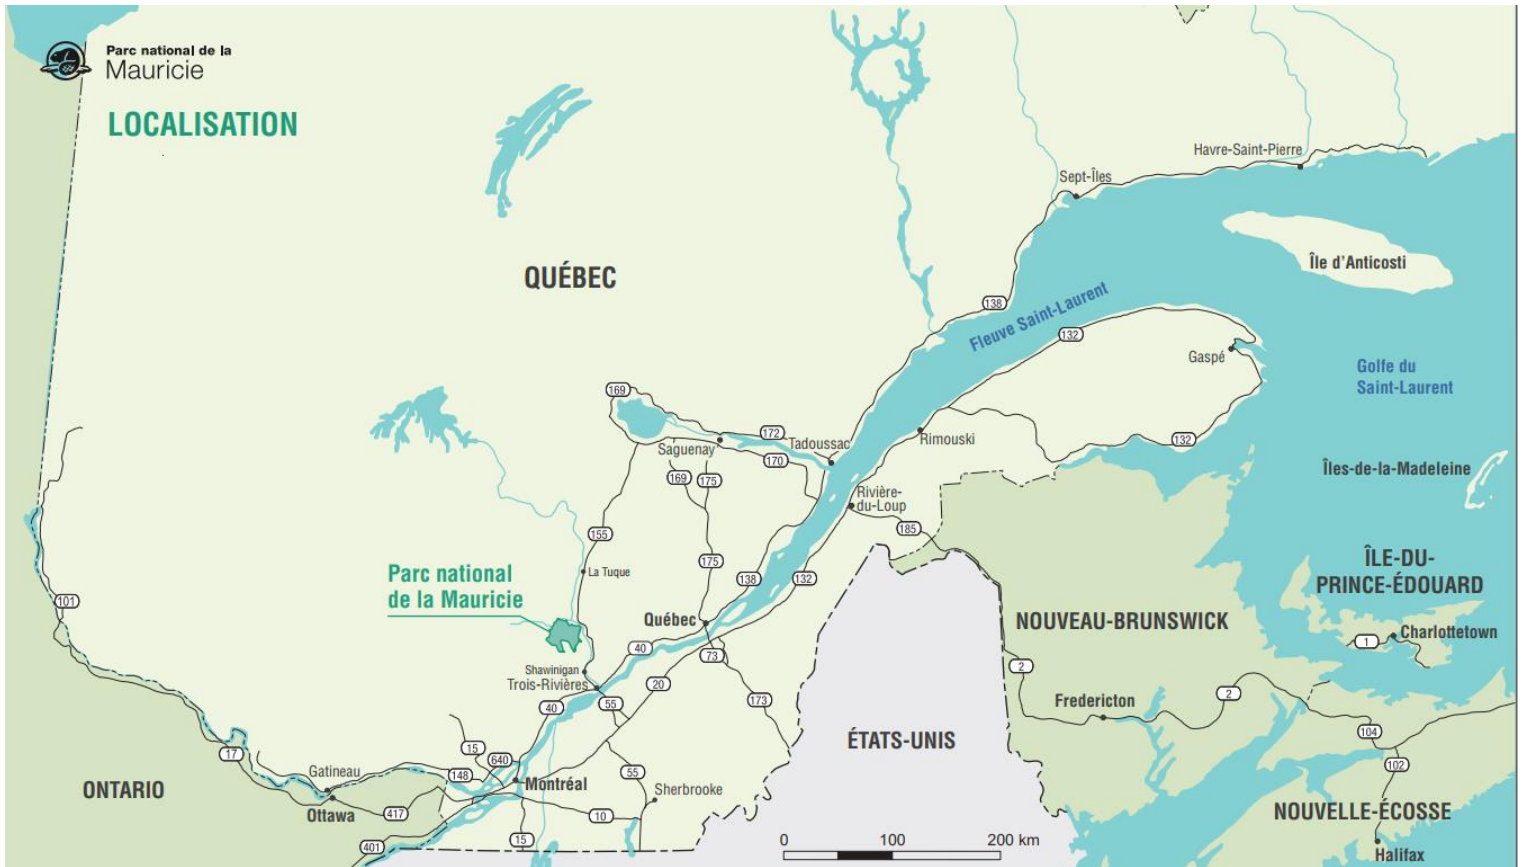 Parc national de la
Mauricie
LOCALISATION
Havre-Saint-Pierre
Sept-Îles
QUÉBEC
Île d'Anticosti
138
Fleuve Saint-Laurent
132
Gaspé
Golfe du
Saint-Laurent
169
172
Tadoussac
Rimouski
132
Saguenay
170
Îles-de-la-Madeleine
169
175
Rivière-
du-Loup
185
155
175
138
132
La Tuque
Parc national
de la Mauricie
ÎLE-DU-
PRINCE-ÉDOUARD
101
Québec
NOUVEAU-BRUNSWICK
Charlottetown
1
40
73
2
Shawinigan
Trois-Rivières
20
55
40
173
2
Fredericton
104
ÉTATS-UNIS
15
640
17
148
Gatineau
55
102
ONTARIO
Montréal
Sherbrooke
Ottawa
417
10
NOUVELLE-ÉCOSSE
15
401
0
100
200 km
Halifax